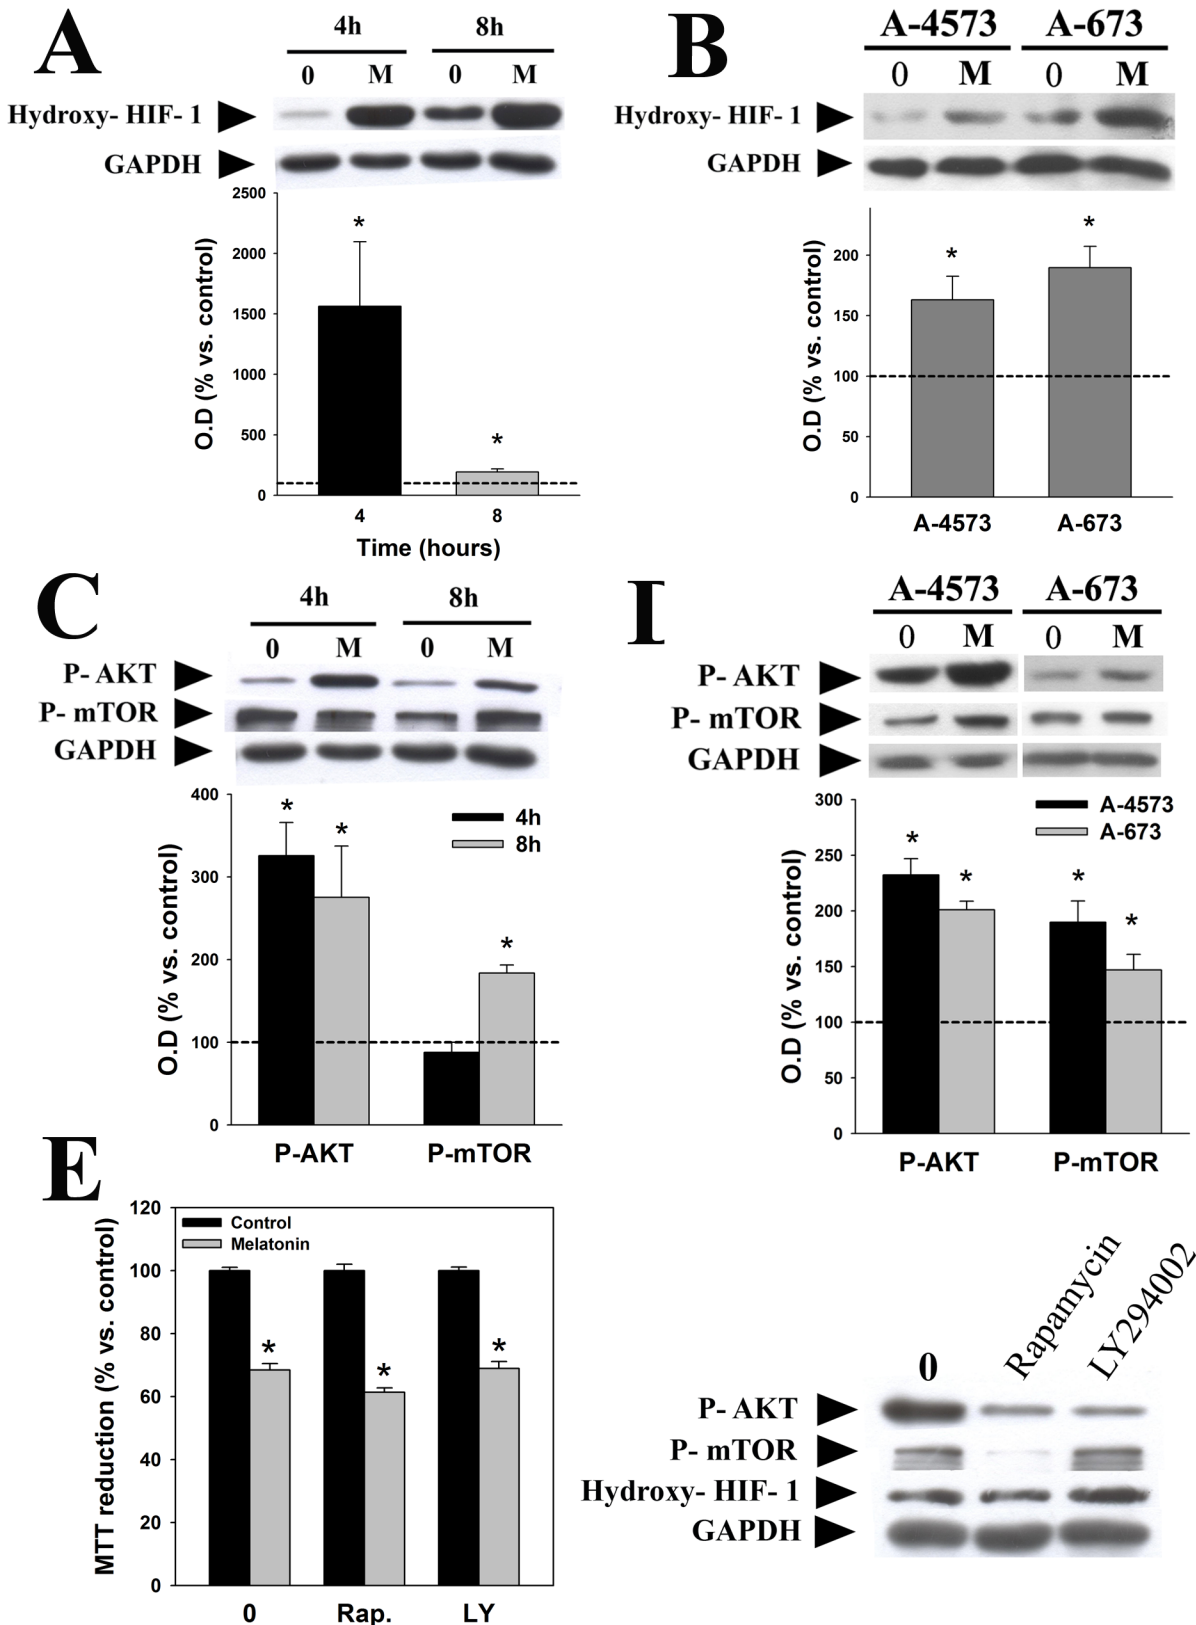 A
4h 8h
0 M 0 M
Hydroxy- HIF- 1
GAPDH
2500
2000
1500
1000
500
0
O.D (% vs. control)
*
*
4 8
Time (hours)
B
A-4573 A-673
0 M 0 M
Hydroxy- HIF- 1
GAPDH
200
150
100
50
0
O.D (% vs. control)
*
*
A-4573 A-673
C
4h 8h
0 M 0 M
P- AKT
P- mTOR
GAPDH
400
300
200
100
0
O.D (% vs. control)
4h
8h
*
*
*
P-AKT P-mTOR
I
A-4573 A-673
0 M 0 M
P- AKT
P- mTOR
GAPDH
300
250
200
150
100
50
0
O.D (% vs. control)
A-4573
A-673
*
*
*
*
P-AKT P-mTOR
E
120
100
80
60
40
20
0
MTT reduction (% vs. control)
Control
Melatonin
*
*
*
0 Rap. LY
0 Rapamycin LY294002
P- AKT
P- mTOR
Hydroxy- HIF- 1
GAPDH